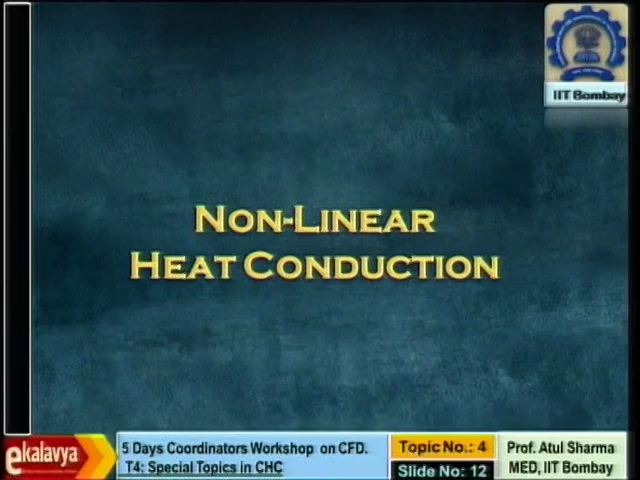 IIT Bombay
NON-LINEAR
HEAT CONDUCTION
ekalavya
5 Days Coordinators Workshop on CFD.
T4: Special Topics in CHC
Topic No.: 4
Slide No: 12
Prof. Atul Sharma
MED, IIT Bombay